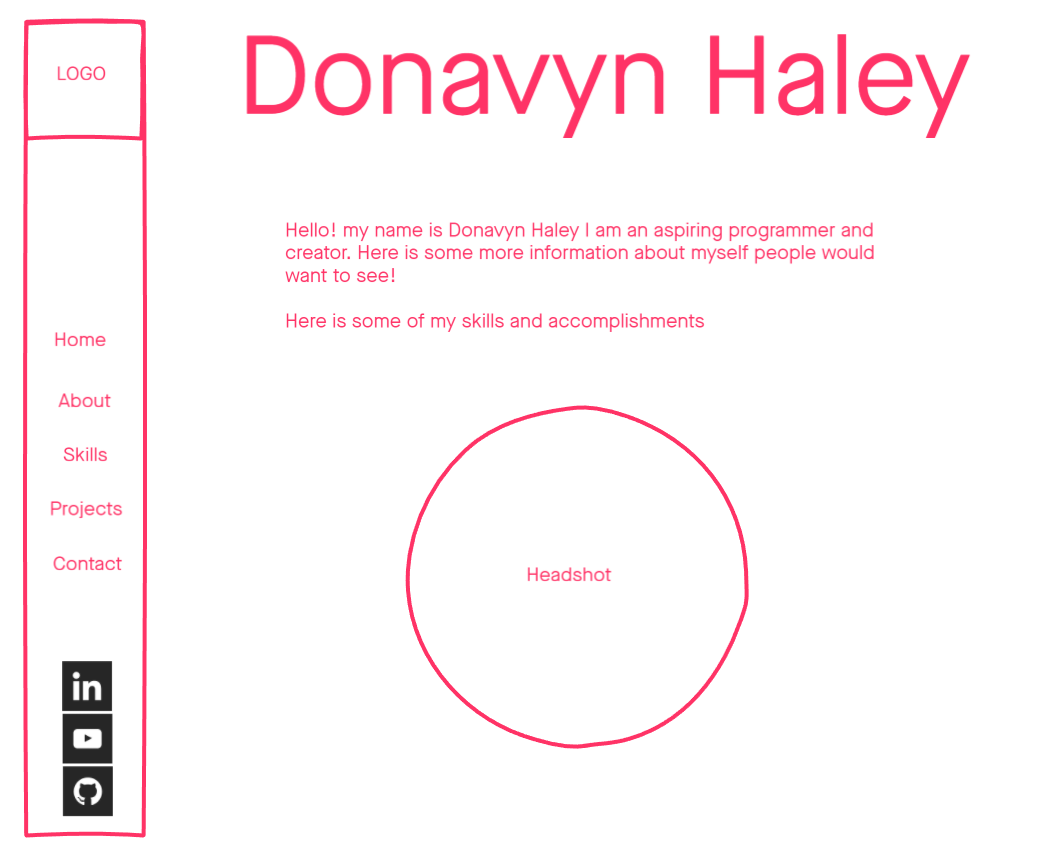 LOGO
Donavyn Haley
Hello! my name is Donavyn Haley I am an aspiring programmer and
creator. Here is some more information about myself people would
want to see!
Here is some of my skills and accomplishments
Home
About
Skills
Projects
Contact
Headshot
in